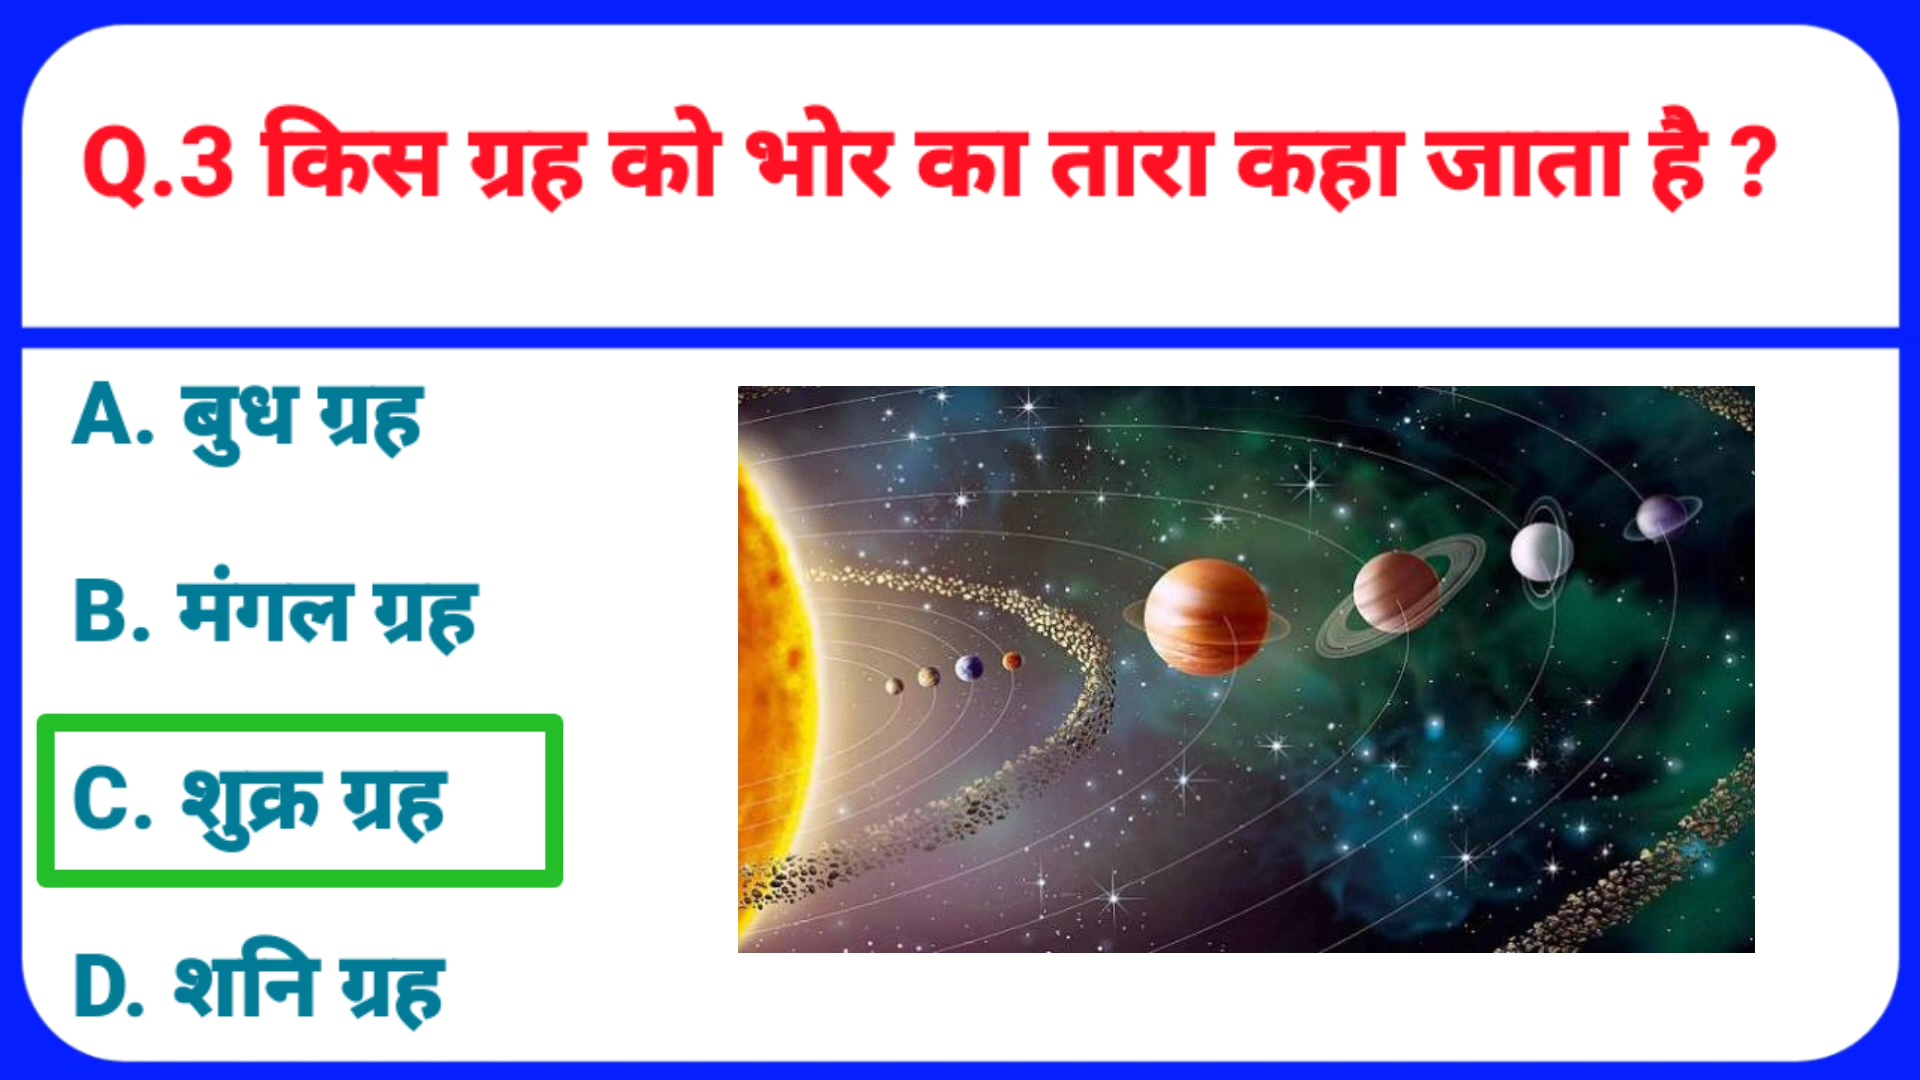 Q.3 किस ग्रह को भोर का तारा कहा जाता है ?
A. बुध ग्रह
B. मंगल ग्रह
C. शुक्र ग्रह
D. शनि ग्रह